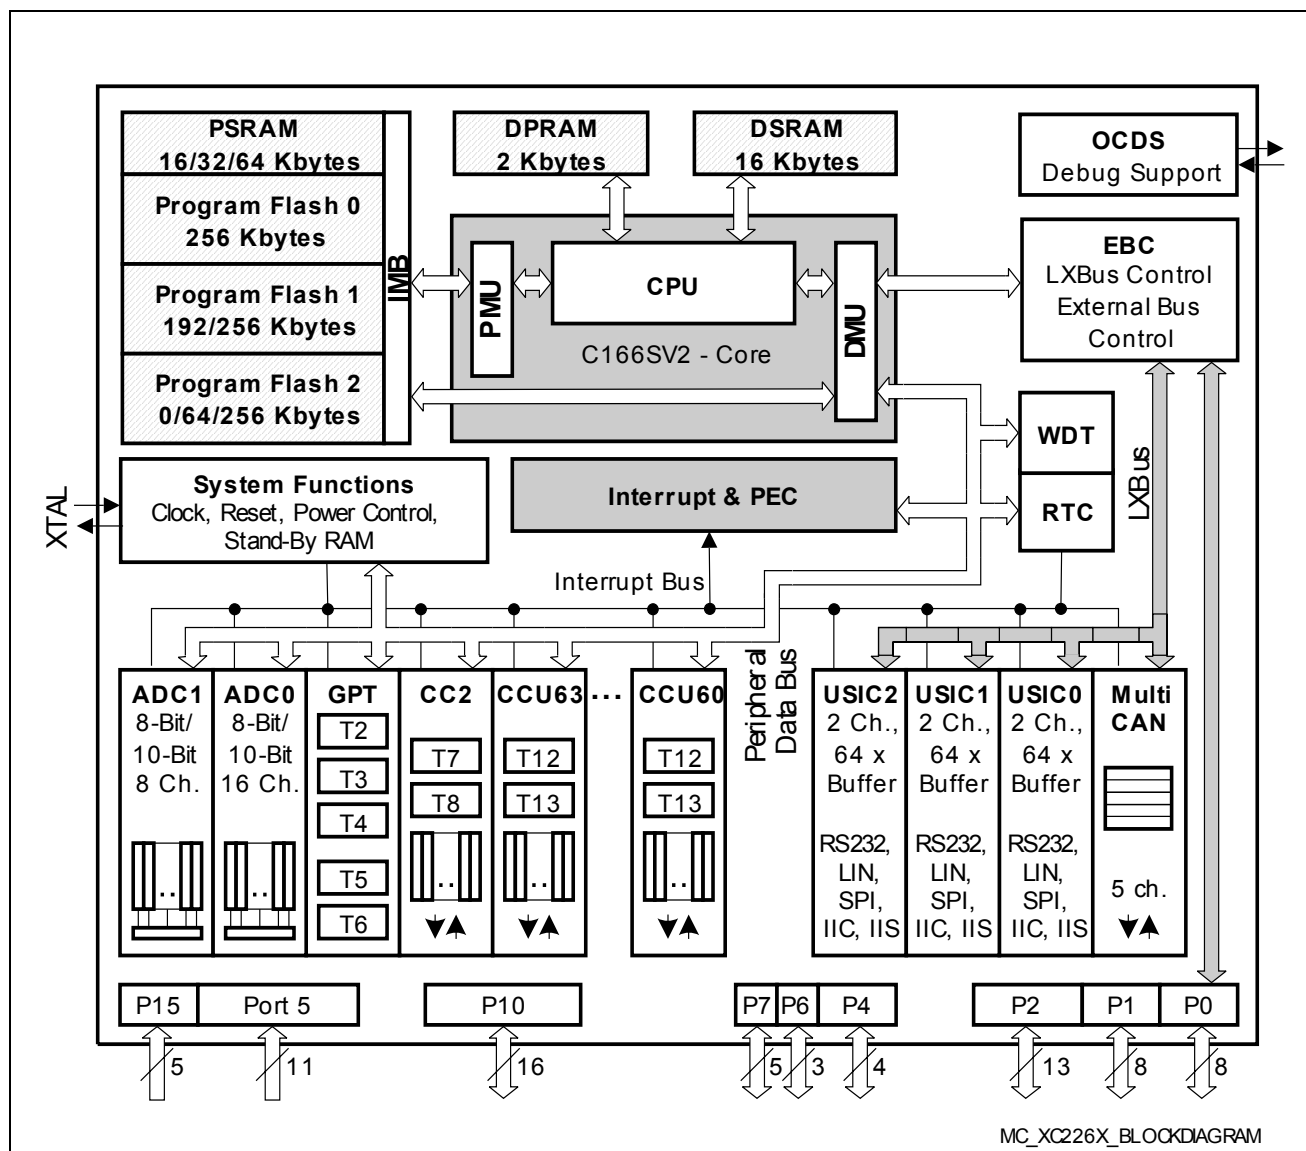 PSRAM
16/32/64 Kbytes
Program Flash 0
256 Kbytes
Program Flash 1
192/256 Kbytes
Program Flash 2
0/64/256 Kbytes
IMB
DPRAM
2 Kbytes
DSRAM
16 Kbytes
OCDS
Debug Support
PMU
CPU
DMU
C166SV2 - Core
EBC
LXBus Control
External Bus
Control
WDT
RTC
LXBus
XTAL
System Functions
Clock, Reset, Power Control,
Stand-By RAM
Interrupt & PEC
Interrupt Bus
Peripheral
Data Bus
ADC1
8-Bit/
10-Bit
8 Ch.
..
ADC0
8-Bit/
10-Bit
16 Ch.
..
GPT
T2
T3
T4
T5
T6
CC2
T7
T8
..
CCU63
T12
T13
..
...
CCU60
T12
T13
..
USIC2
2 Ch.,
64 x
Buffer
RS232,
LIN,
SPI,
IIC, IIS
USIC1
2 Ch.,
64 x
Buffer
RS232,
LIN,
SPI,
IIC, IIS
USIC0
2 Ch.,
64 x
Buffer
RS232,
LIN,
SPI,
IIC, IIS
Multi
CAN
5 ch.
P15
Port 5
P10
P7
P6
P4
P2
P1
P0
5
11
16
5
3
4
13
8
8
MC_XC226X_BLOCKDIAGRAM